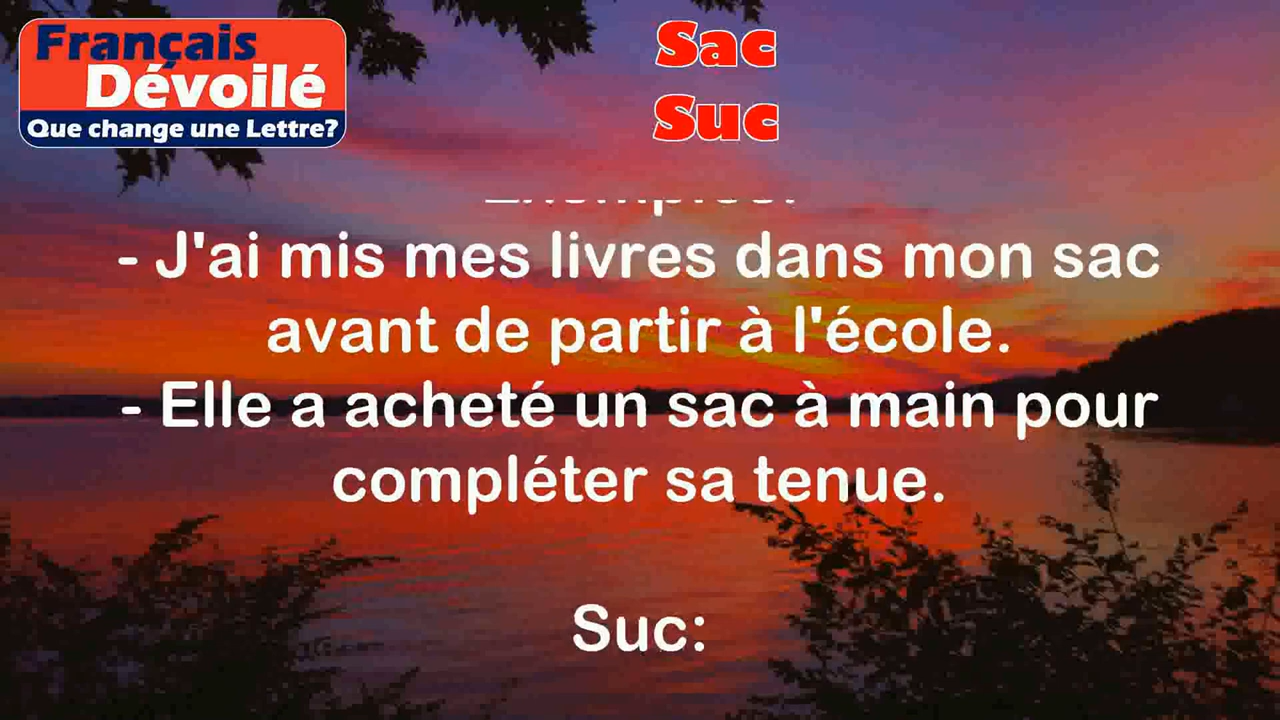 Français
Dévoilé
Que change une Lettre?
Sac
Suc
- J'ai mis mes livres dans mon sac
avant de partir à l'école.
- Elle a acheté un sac à main pour
compléter sa tenue.
Suc: